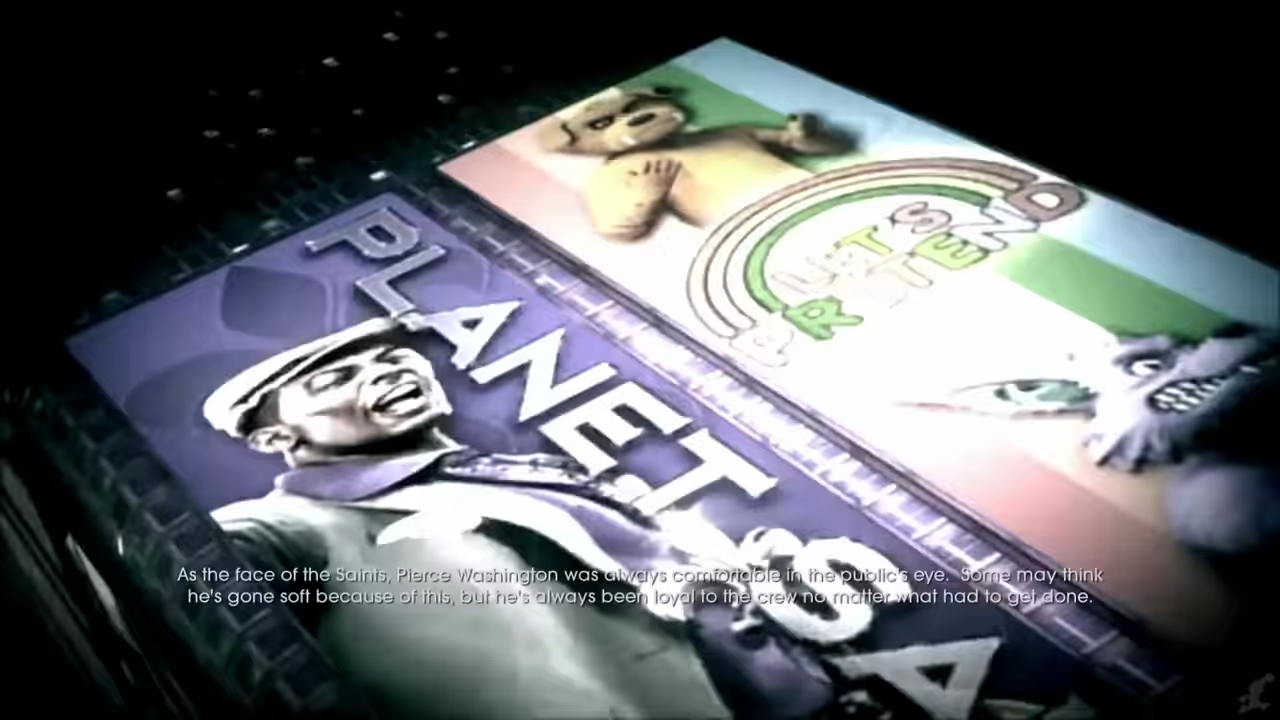 PLANET
SA
As the face of the Saints, Pierce Washington was always comfortable in the public's eye.  Some may think
he's gone soft because of this, but he's always been loyal to the crew no matter what had to get done.